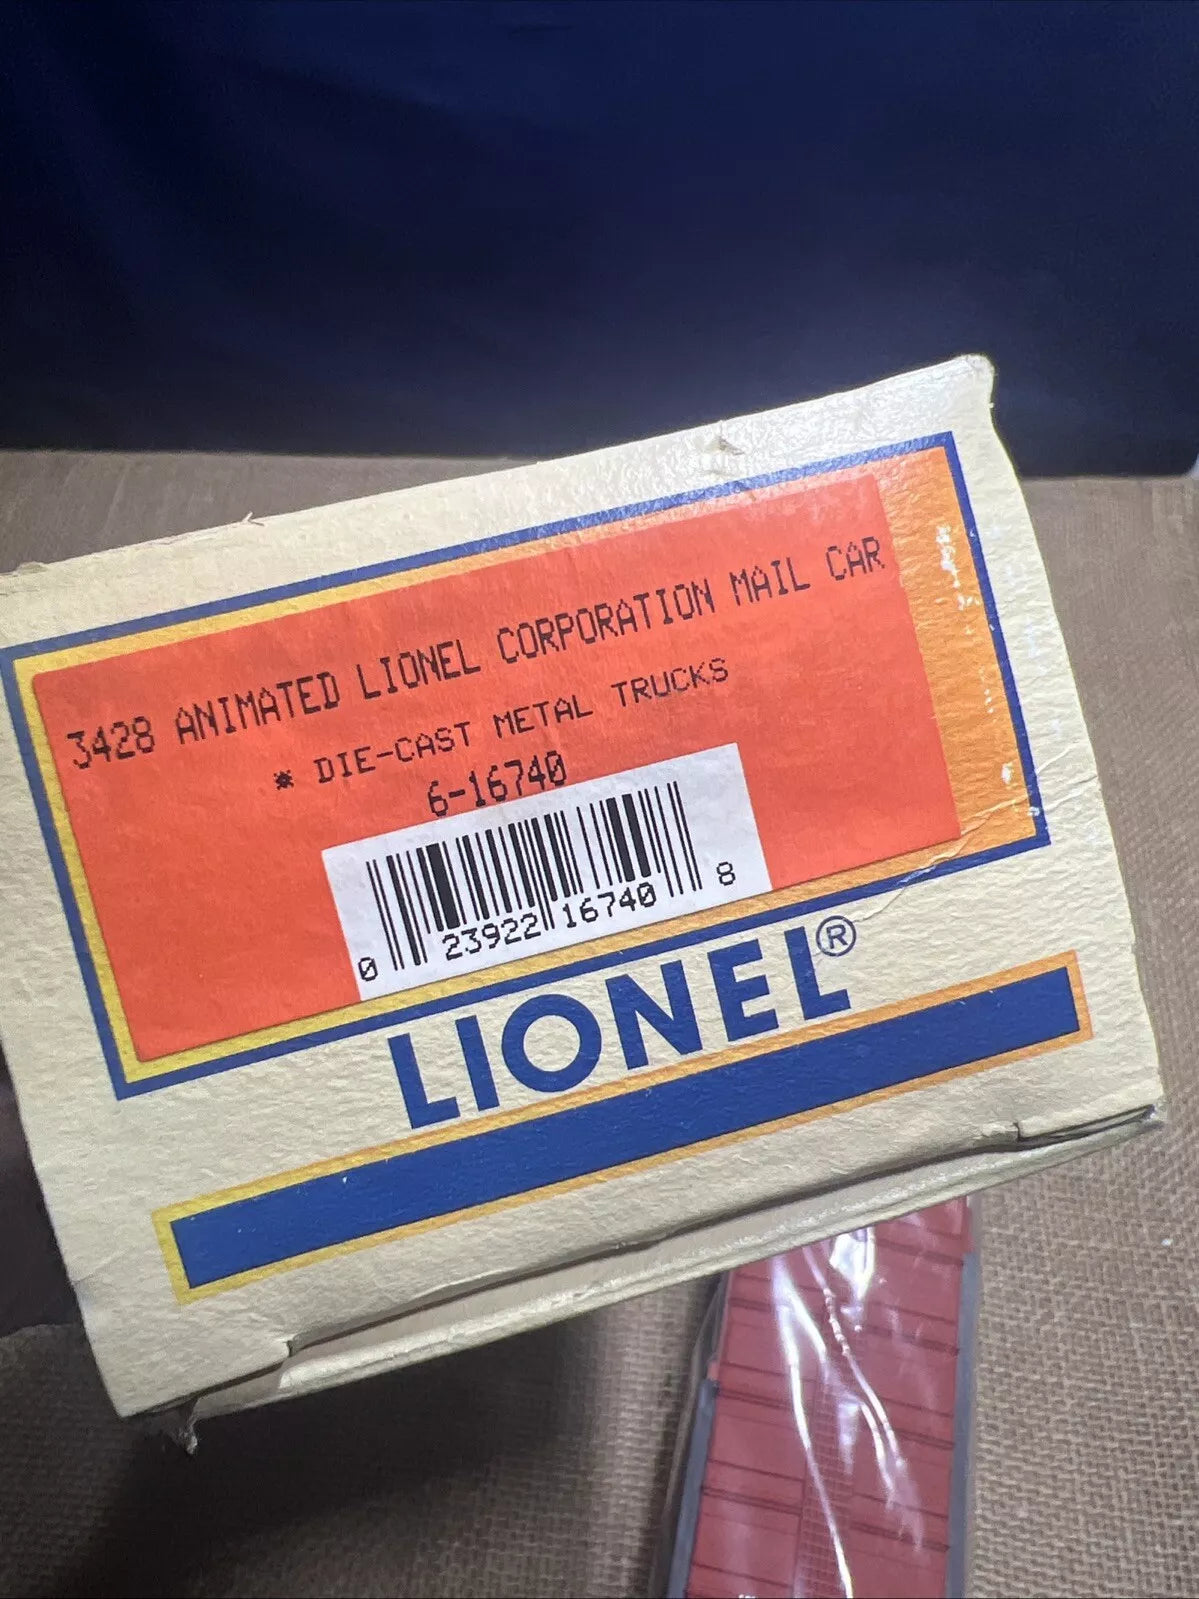 3428 ANIMATED LIONEL CORPORATION MAIL CAR
* DIE-CAST METAL TRUCKS
6-16740
0 23922 16740 8
LIONEL®